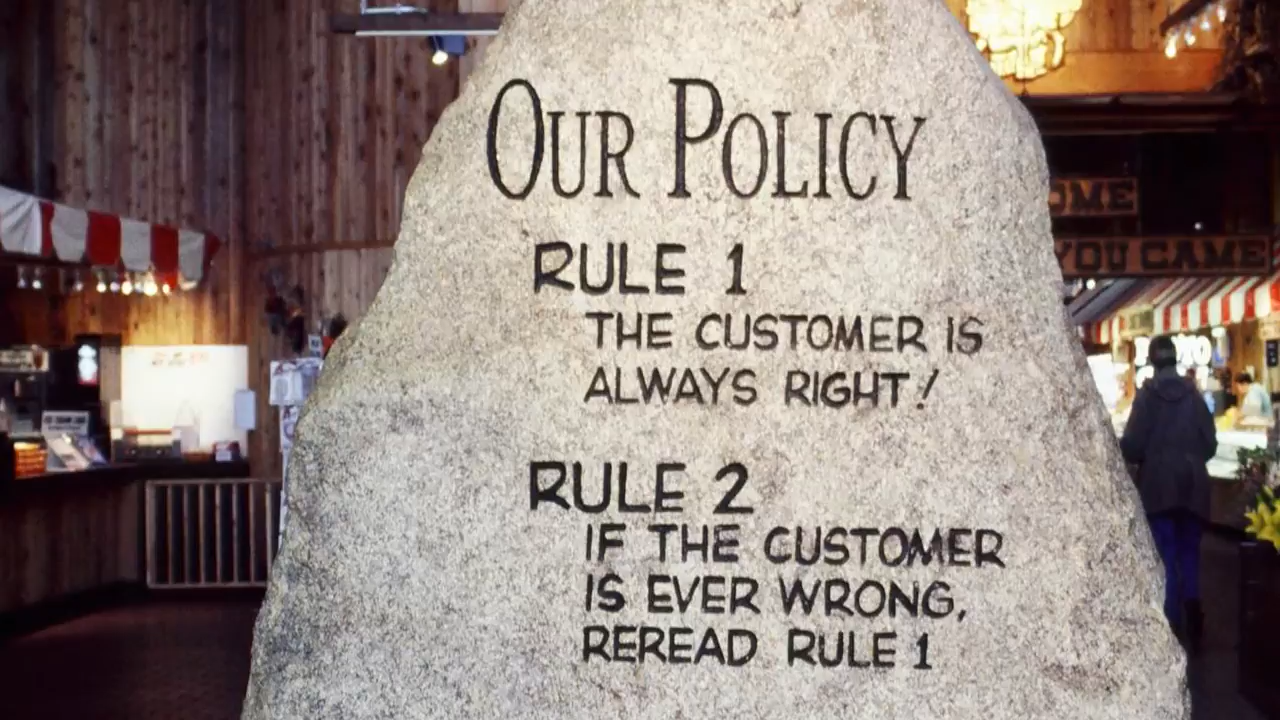 OUR POLICY
RULE 1
THE CUSTOMER IS
ALWAYS RIGHT!
RULE 2
IF THE CUSTOMER
IS EVER WRONG,
REREAD RULE 1
YOU CAME